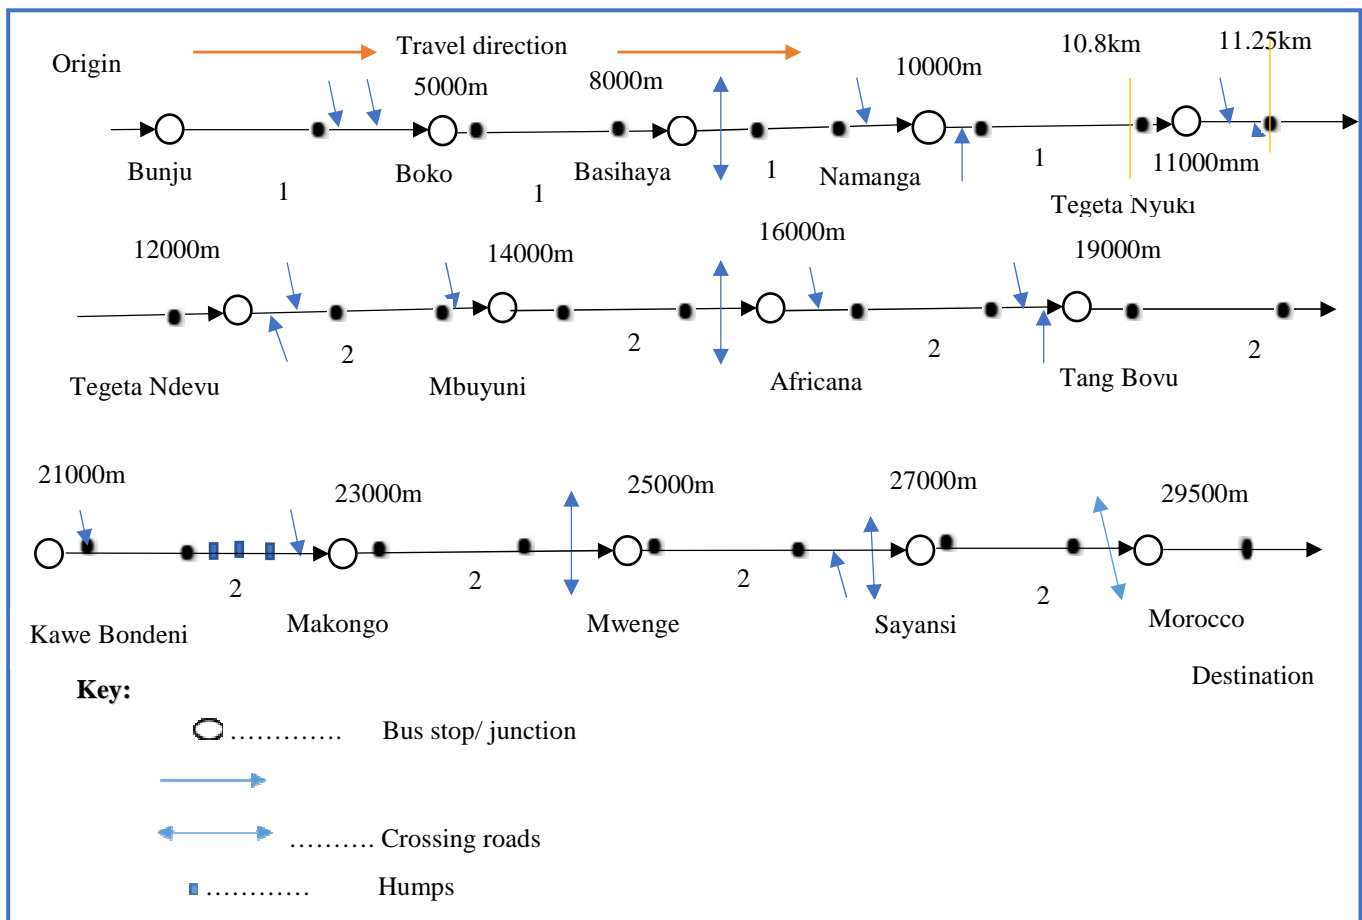 Origin
Travel direction
10.8km
11.25km
5000m
8000m
10000m
Bunju
Boko
Basihaya
Namanga
11000mm
1
1
1
1
Tegeta Nyuki
12000m
14000m
16000m
19000m
2
2
2
2
Tegeta Ndevu
Mbuyuni
Africana
Tang Bovu
21000m
23000m
25000m
27000m
29500m
2
2
2
2
Kawe Bondeni
Makongo
Mwenge
Sayansi
Morocco
Destination
Key:
…………. Bus stop/ junction
………. Crossing roads
………… Humps